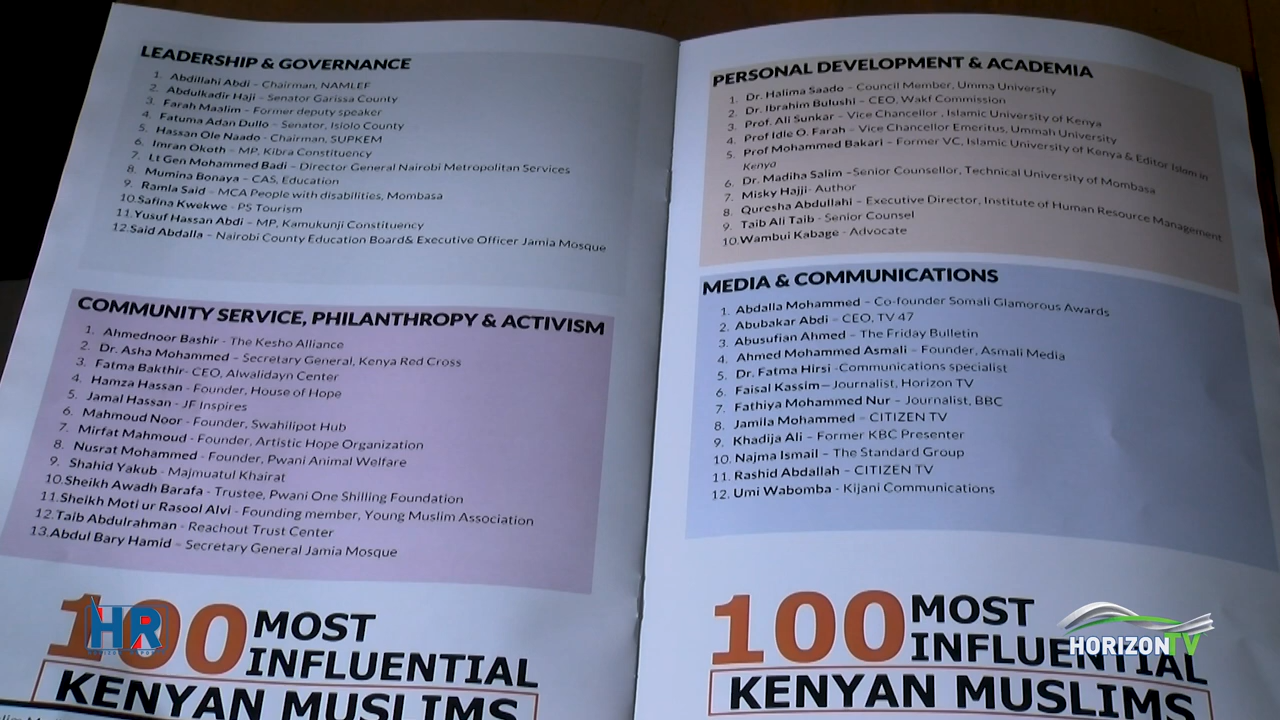 LEADERSHIP & GOVERNANCE
1. Abdillahi Abdi – Chairman, NAMLEF
2. Abdulkadir Haji – Senator Garissa County
3. Farah Maalim – Former deputy speaker
4. Fatuma Adan Dullo – Senator, Isiolo County
5. Hassan Ole Naado - Chairman, SUPKEM
6. Imran Okoth – MP, Kibra Constituency
7. Lt Gen Mohammed Badi – Director General Nairobi Metropolitan Services
8. Mumina Bonaya – CAS, Education
9. Ramla Said – MCA People with disabilities, Mombasa
10.Safina Kwekwe - PS Tourism
11.Yusuf Hassan Abdi – MP, Kamukunji Constituency
12.Said Abdalla – Nairobi County Education Board& Executive Officer Jamia Mosque
COMMUNITY SERVICE, PHILANTHROPY & ACTIVISM
1. Ahmednoor Bashir - The Kesho Alliance
2. Dr. Asha Mohammed – Secretary General, Kenya Red Cross
3. Fatma Bakthir- CEO, Alwalidayn Center
4. Hamza Hassan - Founder, House of Hope
5. Jamal Hassan - JF Inspires
6. Mahmoud Noor - Founder, Swahilipot Hub
7. Mirfat Mahmoud - Founder, Artistic Hope Organization
8. Nusrat Mohammed – Founder, Pwani Animal Welfare
9. Shahid Yakub - Majmuatul Khairat
10.Sheikh Awadh Barafa - Trustee, Pwani One Shilling Foundation
11.Sheikh Moti ur Rasool Alvi - Founding member, Young Muslim Association
12.Taib Abdulrahman - Reachout Trust Center
13.Abdul Bary Hamid – Secretary General Jamia Mosque
100 MOST
INFLUENTIAL
KENYAN MUSLIMS
HR
PERSONAL DEVELOPMENT & ACADEMIA
1. Dr. Halima Saado – Council Member, Umma University
2. Dr. Ibrahim Bulushi – CEO, Wakf Commission
3. Prof. Ali Sunkar – Vice Chancellor , Islamic University of Kenya
4. Prof Idle O. Farah – Vice Chancellor Emeritus, Ummah University
5. Prof Mohammed Bakari – Former VC, Islamic University of Kenya & Editor Islam in
Kenya
6. Dr. Madiha Salim –Senior Counsellor, Technical University of Mombasa
7. Misky Hajji- Author
8. Quresha Abdullahi – Executive Director, Institute of Human Resource Management
9. Taib Ali Taib - Senior Counsel
10.Wambui Kabage - Advocate
MEDIA & COMMUNICATIONS
1. Abdalla Mohammed – Co-founder Somali Glamorous Awards
2. Abubakar Abdi – CEO, TV 47
3. Abusufian Ahmed – The Friday Bulletin
4. Ahmed Mohammed Asmali – Founder, Asmali Media
5. Dr. Fatma Hirsi -Communications specialist
6. Faisal Kassim— Journalist, Horizon TV
7. Fathiya Mohammed Nur – Journalist, BBC
8. Jamila Mohammed – CITIZEN TV
9. Khadija Ali – Former KBC Presenter
10. Najma Ismail – The Standard Group
11. Rashid Abdallah – CITIZEN TV
12. Umi Wabomba - Kijani Communications
100 MOST
INFLUENTIAL
KENYAN MUSLIMS
HORIZON TV